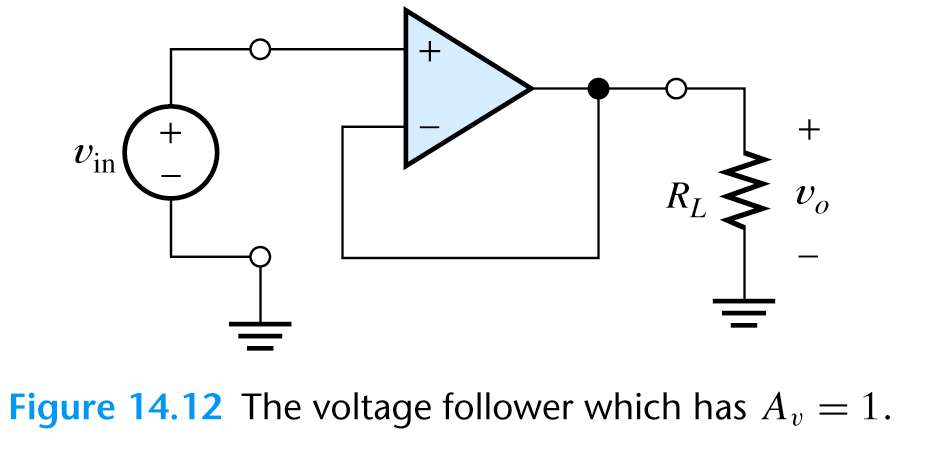 +
−
v_in
+
−
R_L
+
v_o
−
Figure 14.12 The voltage follower which has A_v = 1.